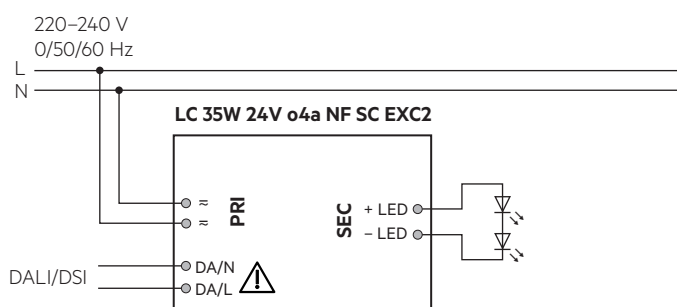 220–240 V
0/50/60 Hz
L
N
LC 35W 24V o4a NF SC EXC2
≂
≂
PRI
SEC
+ LED
– LED
DALI/DSI
DA/N
DA/L